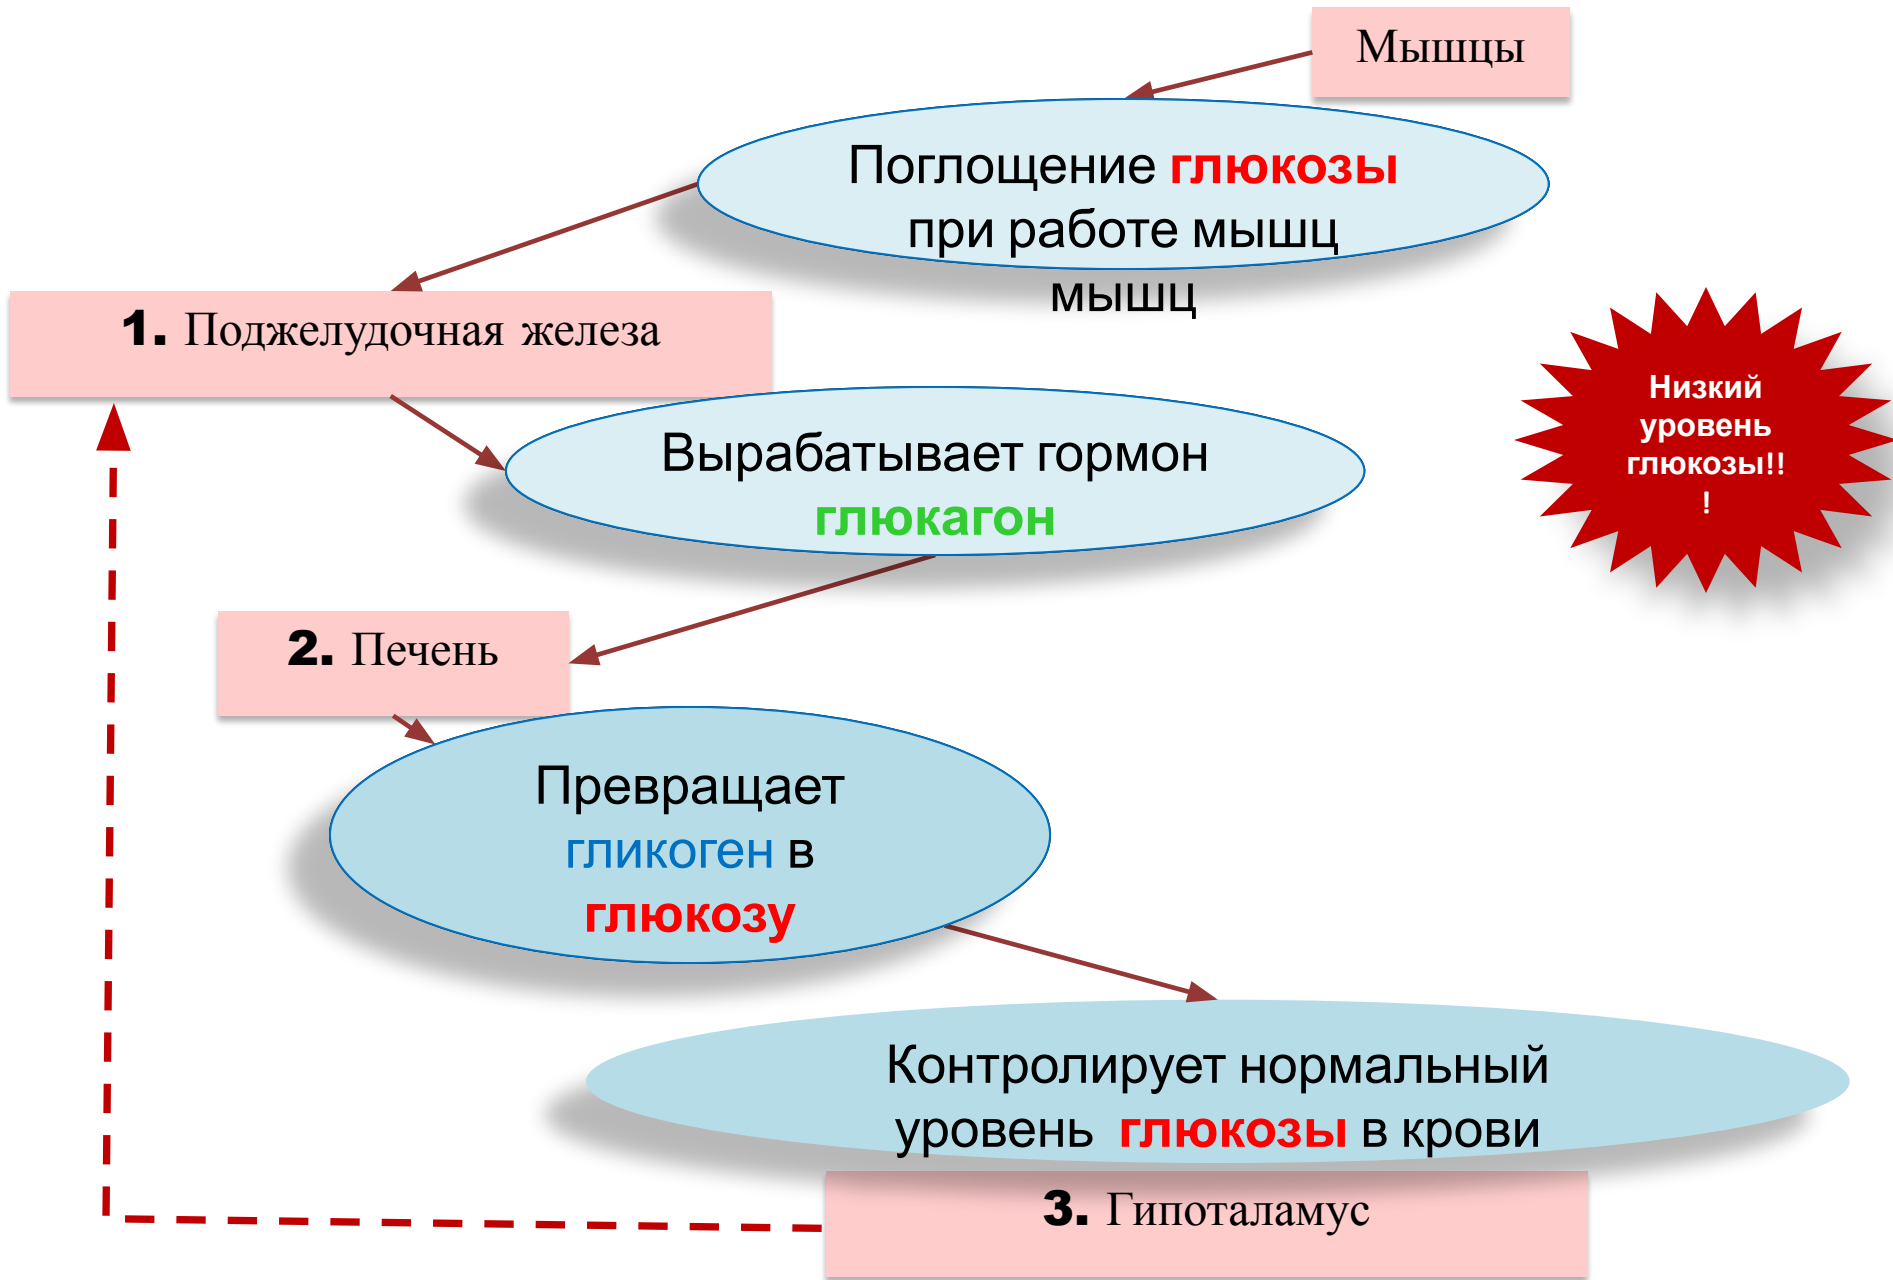 Мышцы
Поглощение глюкозы
при работе мышц
мышц
1. Поджелудочная железа
Низкий
уровень
глюкозы!!
!
Вырабатывает гормон
глюкагон
2. Печень
Превращает
гликоген в
глюкозу
Контролирует нормальный
уровень глюкозы в крови
3. Гипоталамус